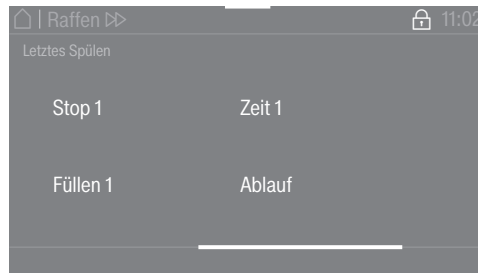 | Raffen 11:02
Letztes Spülen
Stop 1 Zeit 1
Füllen 1 Ablauf